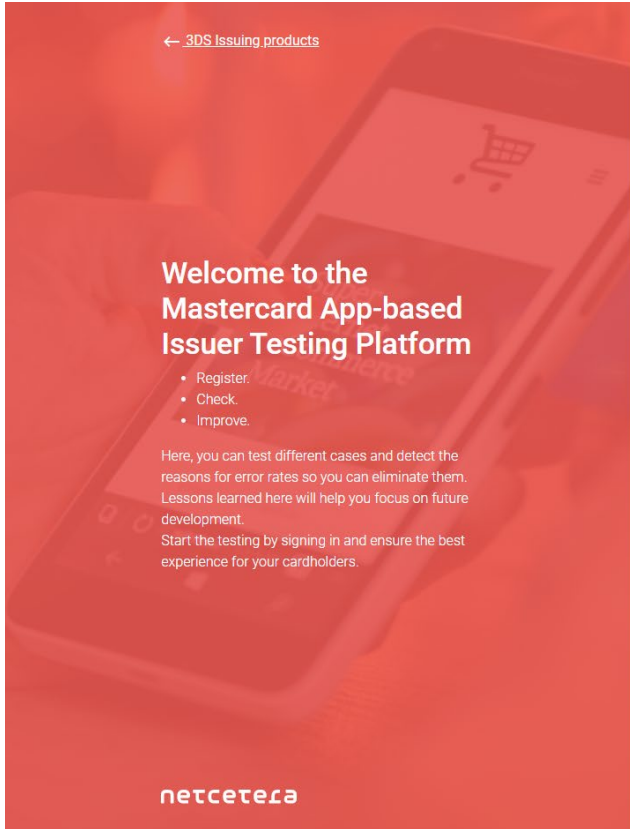 ← 3DS Issuing products
Welcome to the
Mastercard App-based
Issuer Testing Platform
• Register.
• Check.
• Improve.
Here, you can test different cases and detect the
reasons for error rates so you can eliminate them.
Lessons learned here will help you focus on future
development.
Start the testing by signing in and ensure the best
experience for your cardholders.
netcetera